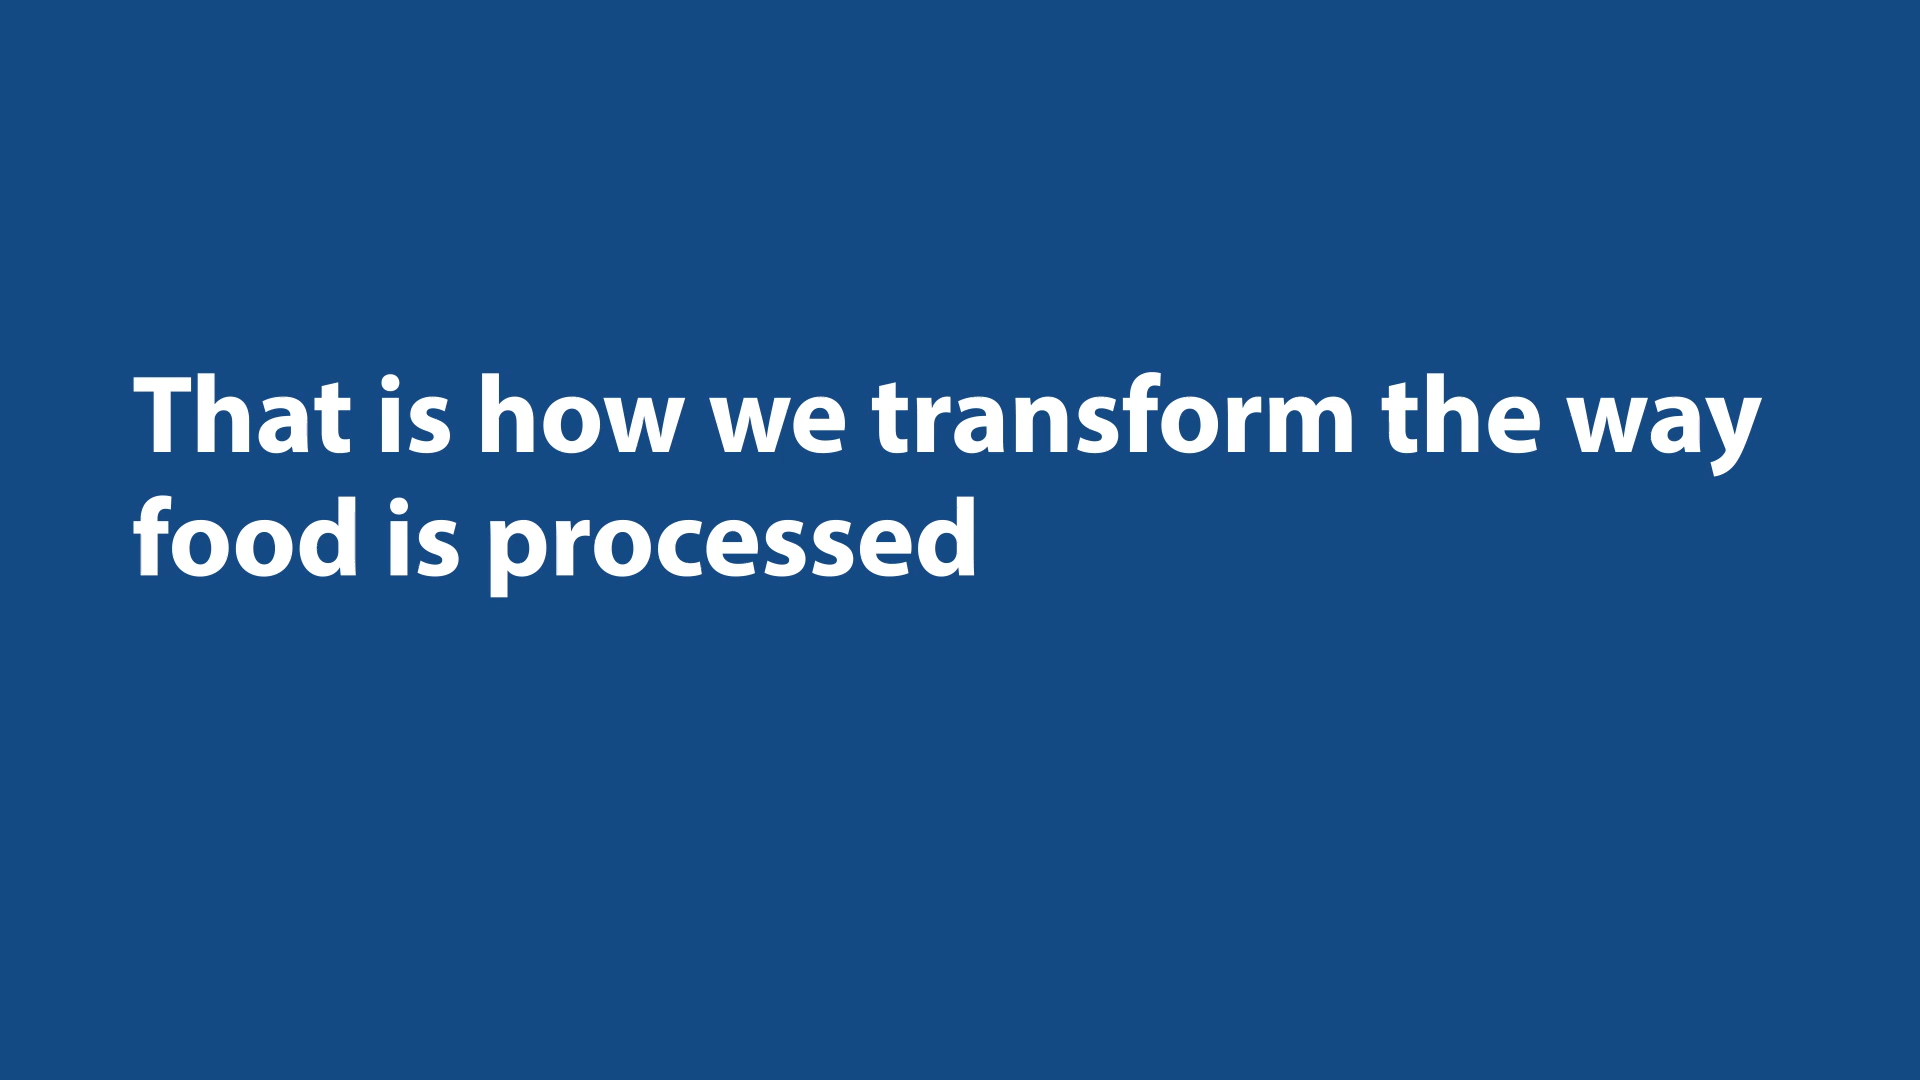 That is how we transform the way
food is processed